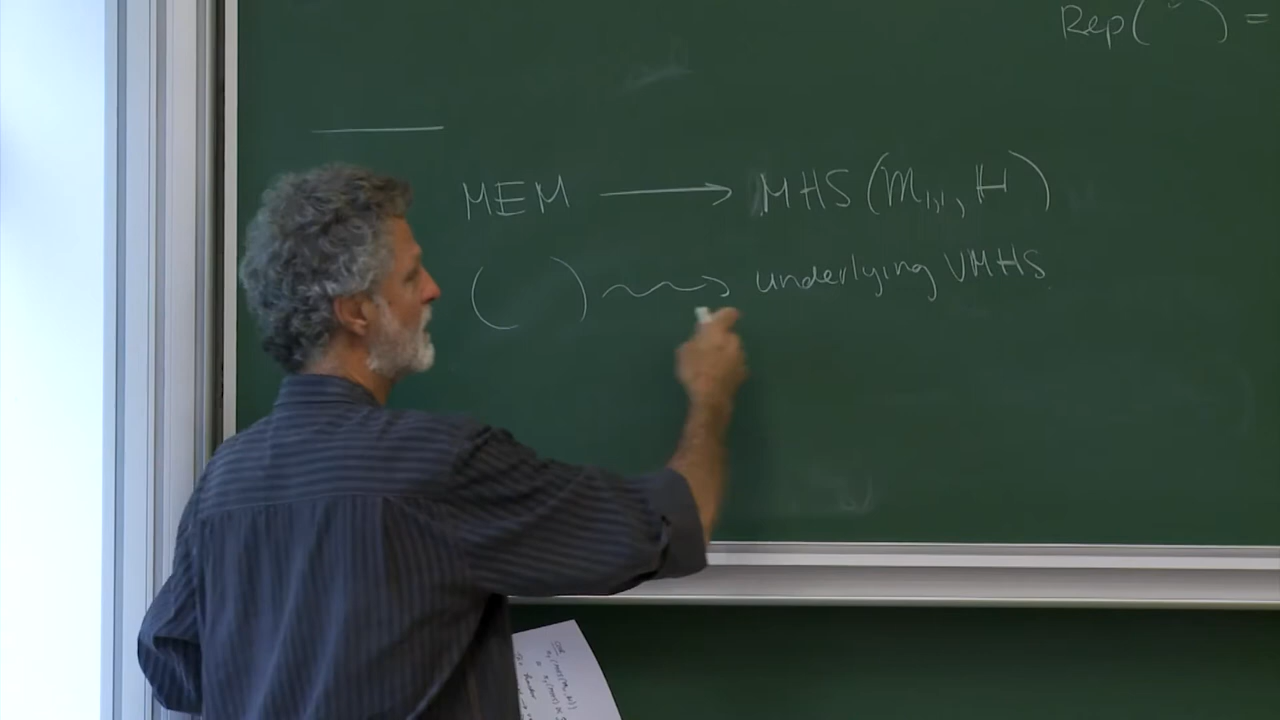 Rep( ) =
MEM ⟶ MHS(M₁,₁, H)
( ) ⇝ underlying VMHS